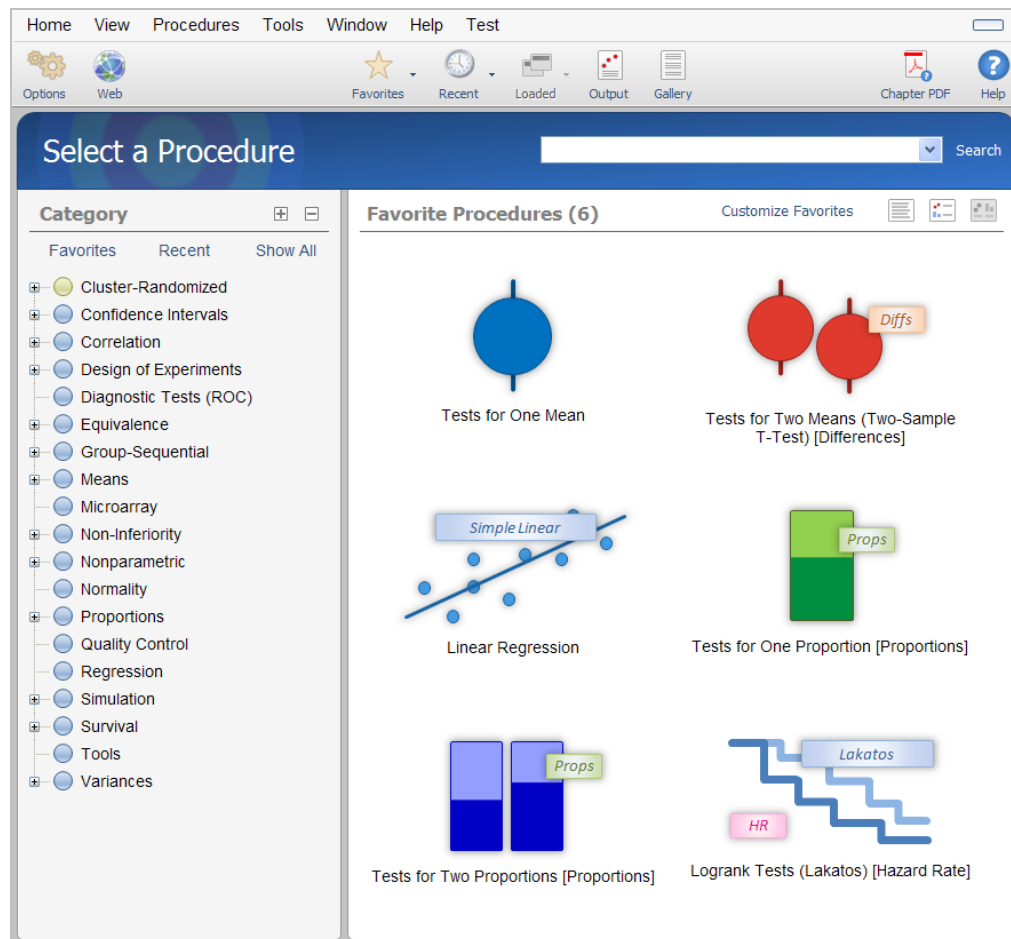 Home View Procedures Tools Window Help Test
Options Web Favorites Recent Loaded Output Gallery Chapter PDF Help
Select a Procedure
Search
Category
Favorites Recent Show All
Cluster-Randomized
Confidence Intervals
Correlation
Design of Experiments
Diagnostic Tests (ROC)
Equivalence
Group-Sequential
Means
Microarray
Non-Inferiority
Nonparametric
Normality
Proportions
Quality Control
Regression
Simulation
Survival
Tools
Variances
Favorite Procedures (6)
Customize Favorites
Tests for One Mean
Diffs
Tests for Two Means (Two-Sample
T-Test) [Differences]
Simple Linear
Linear Regression
Props
Tests for One Proportion [Proportions]
Props
Tests for Two Proportions [Proportions]
Lakatos
HR
Logrank Tests (Lakatos) [Hazard Rate]